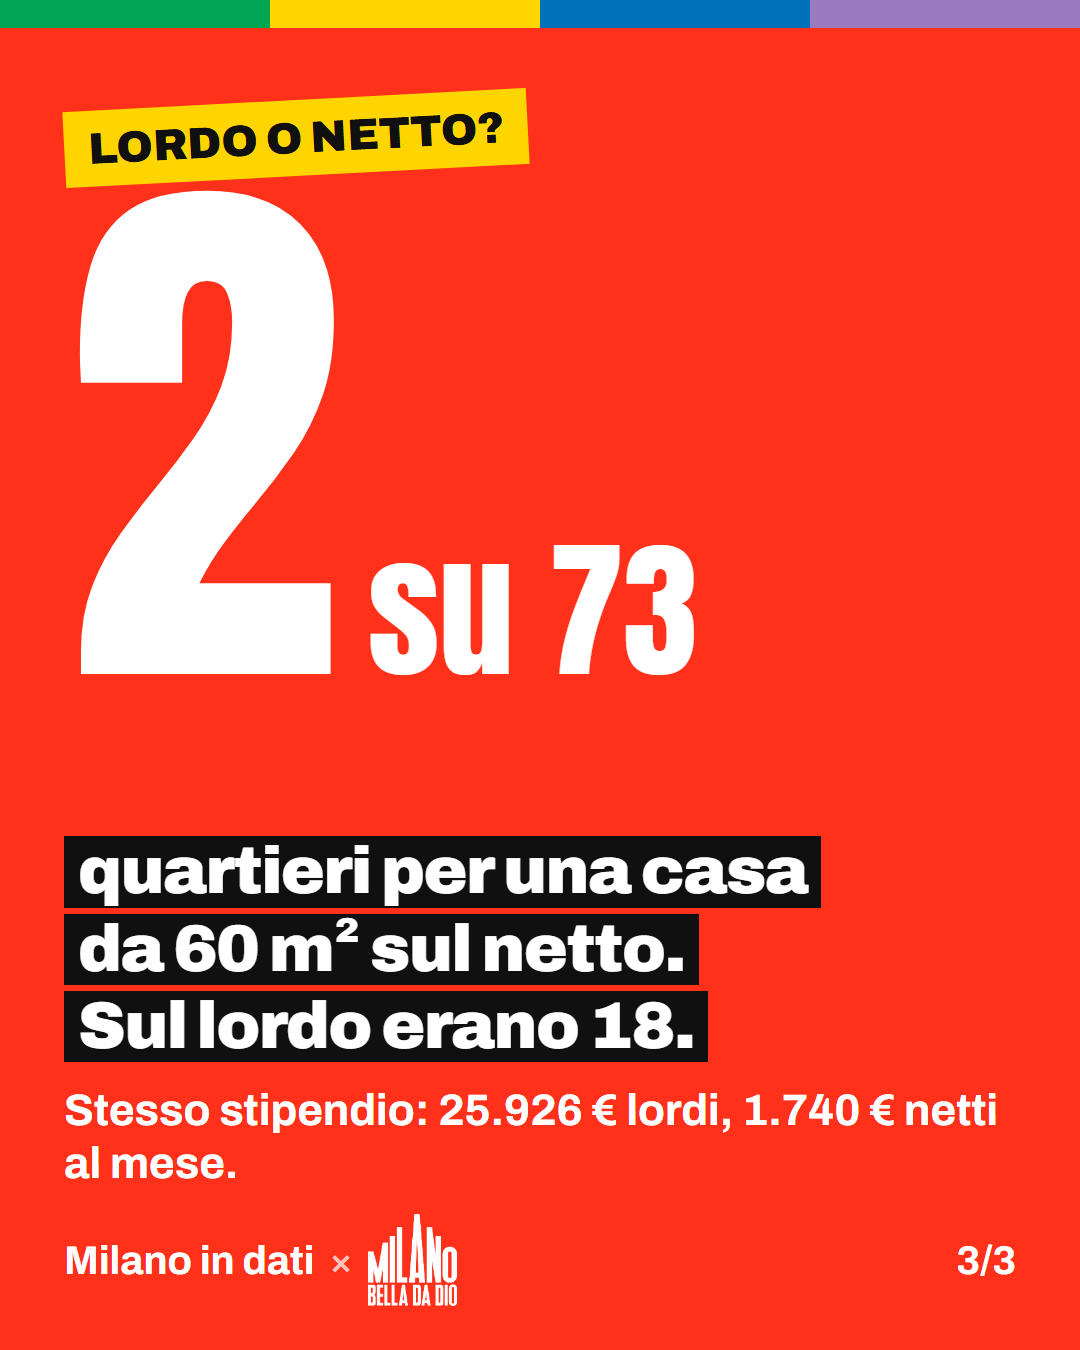 LORDO O NETTO?
2 su 73
quartieri per una casa
da 60 m² sul netto.
Sul lordo erano 18.
Stesso stipendio: 25.926 € lordi, 1.740 € netti
al mese.
Milano in dati × MILANO
BELLA DA DIO
3/3